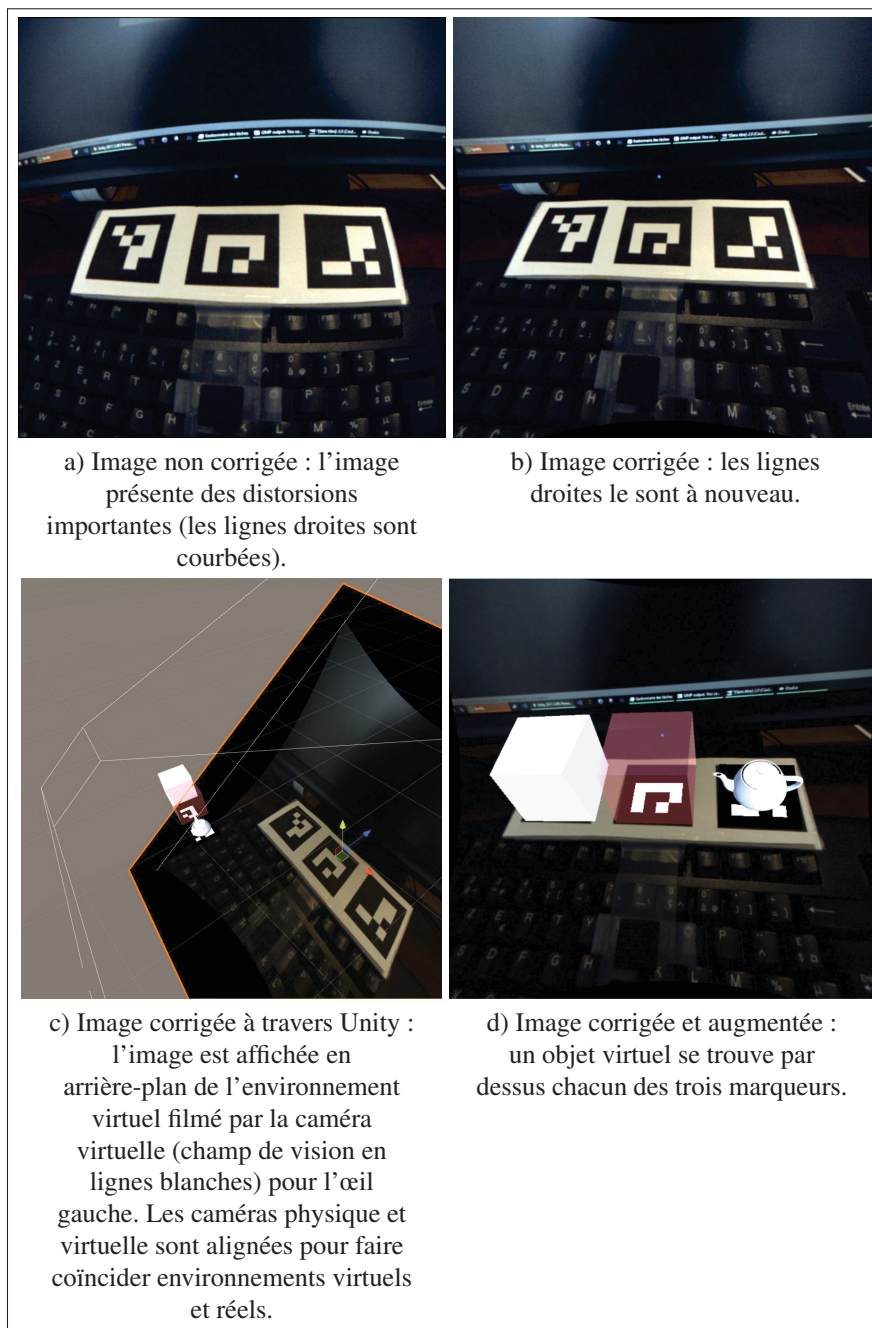 Gestionnaire des tâches
a) Image non corrigée : l'image
présente des distorsions
importantes (les lignes droites sont
courbées).
b) Image corrigée : les lignes
droites le sont à nouveau.
c) Image corrigée à travers Unity :
l'image est affichée en
arrière-plan de l'environnement
virtuel filmé par la caméra
virtuelle (champ de vision en
lignes blanches) pour l'œil
gauche. Les caméras physique et
virtuelle sont alignées pour faire
coïncider environnements virtuels
et réels.
d) Image corrigée et augmentée :
un objet virtuel se trouve par
dessus chacun des trois marqueurs.